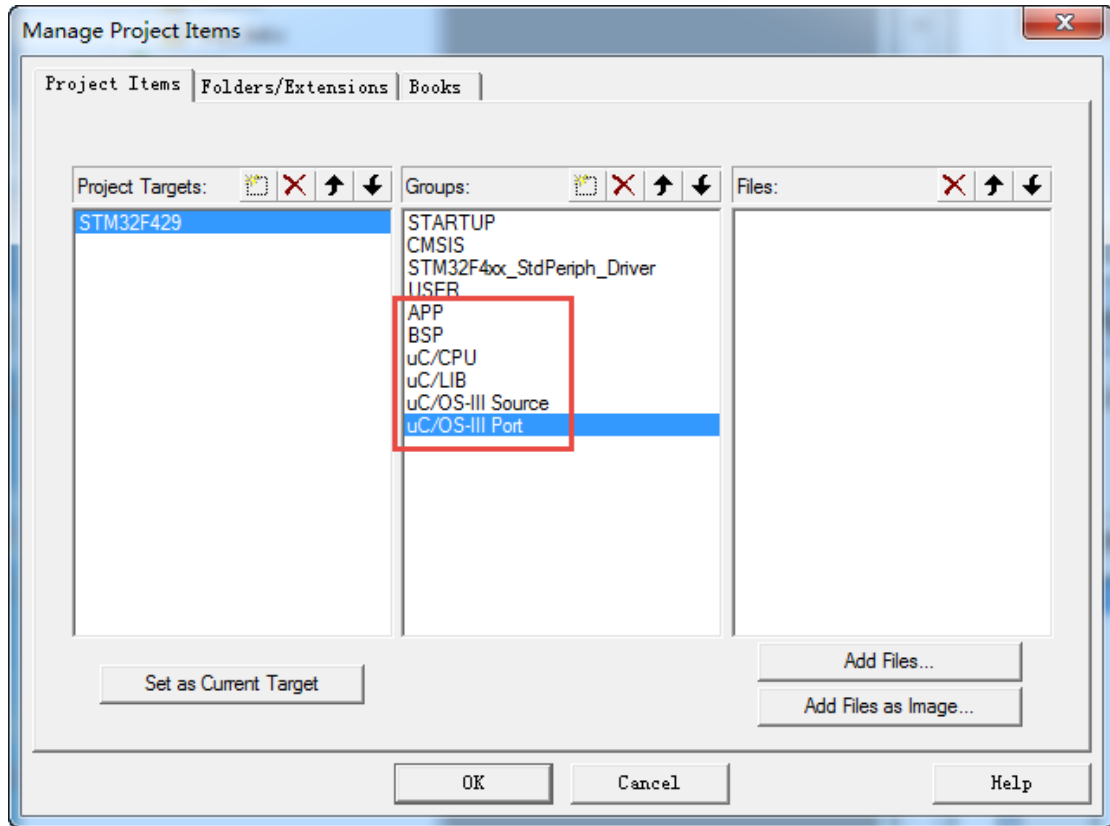 Manage Project Items
Project Items Folders/Extensions Books
Project Targets:
STM32F429
Groups:
STARTUP
CMSIS
STM32F4xx_StdPeriph_Driver
USER
APP
BSP
uC/CPU
uC/LIB
uC/OS-III Source
uC/OS-III Port
Files:
Set as Current Target
Add Files...
Add Files as Image...
OK Cancel Help